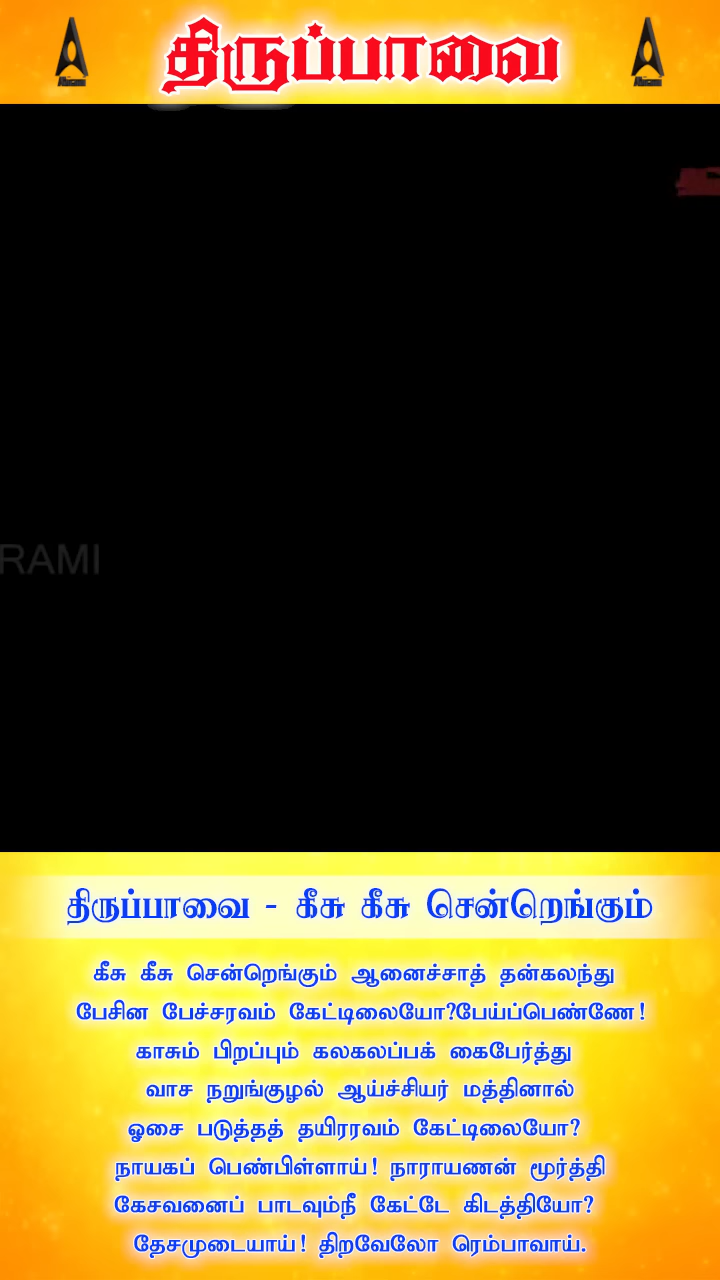 திருப்பாவை
RAMI
திருப்பாவை - கீசு கீசு சென்றெங்கும்
கீசு கீசு சென்றெங்கும் ஆனைச்சாத் தன்கலந்து
பேசின பேச்சரவம் கேட்டிலையோ?பேய்ப்பெண்ணே!
காசும் பிறப்பும் கலகலப்பக் கைபேர்த்து
வாச நறுங்குழல் ஆய்ச்சியர் மத்தினால்
ஓசை படுத்தத் தயிரரவம் கேட்டிலையோ?
நாயகப் பெண்பிள்ளாய்! நாராயணன் மூர்த்தி
கேசவனைப் பாடவும்நீ கேட்டே கிடத்தியோ?
தேசமுடையாய்! திறவேலோ ரெம்பாவாய்.